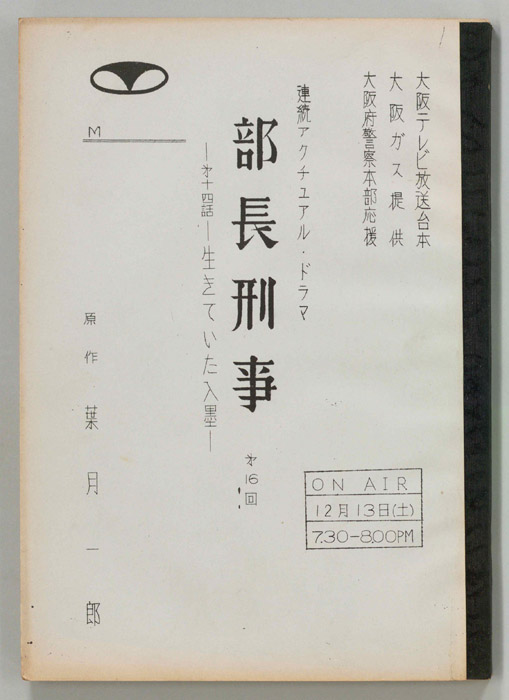 大阪テレビ放送台本
大阪ガス提供
大阪府警察本部応援
連続アクチュアル・ドラマ
部長刑事
第16回
―第十四話―生きていた入墨―
原作 葉月一郎
M
ON AIR
12月13日(土)
7.30-8.00PM